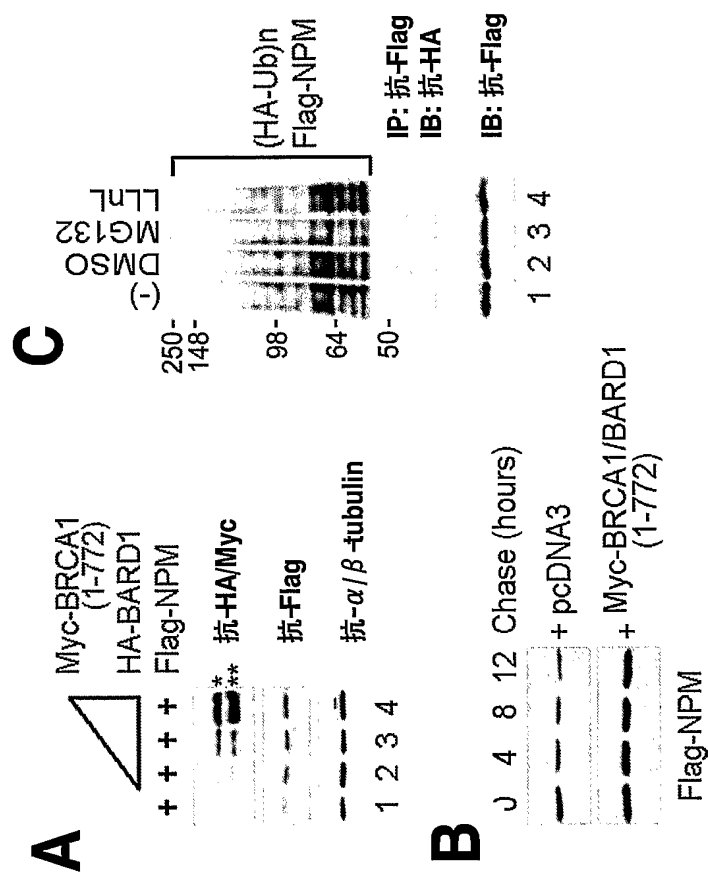 A
Myc-BRCA1
(1-772)
HA-BARD1
+ + + + Flag-NPM
*
**
抗-HA/Myc
抗-Flag
抗-α/β-tubulin
1 2 3 4
B
4 8 12 Chase (hours)
+ pcDNA3
+ Myc-BRCA1/BARD1
(1-772)
Flag-NPM
C
(-)
DMSO
MG132
LLnL
250-
148-
98-
64-
50-
(HA-Ub)n
Flag-NPM
IP: 抗-Flag
IB: 抗-HA
IB: 抗-Flag
1 2 3 4